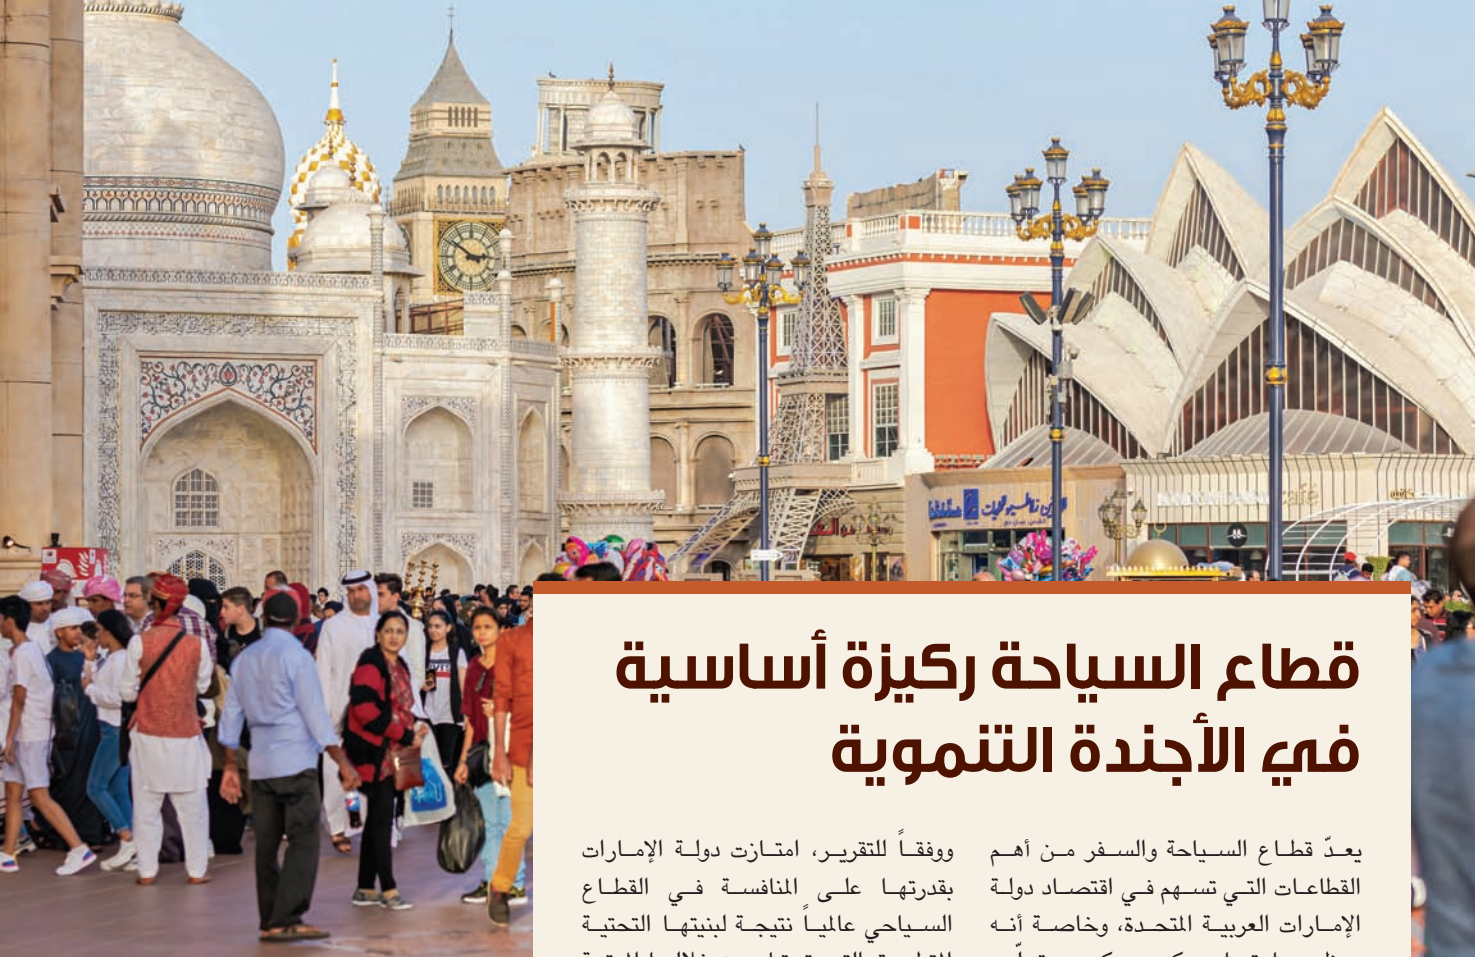 قطاع السياحة ركيزة أساسية
في الأجندة التنموية
يعدّ قطاع السياحة والسفر من أهم
القطاعات التي تسهم في اقتصاد دولة
الإمارات العربية المتحدة، وخاصة أنه
ووفقاً للتقرير، امتازت دولة الإمارات
بقدرتها على المنافسة في القطاع
السياحي عالمياً نتيجة لبنيتها التحتية